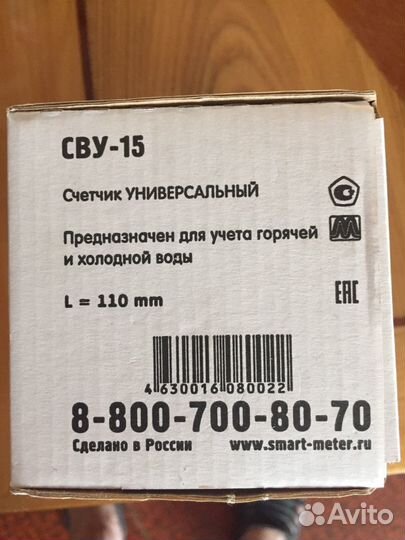 СВУ-15
Счетчик УНИВЕРСАЛЬНЫЙ
Предназначен для учета горячей
и холодной воды
L = 110 mm
EAC
4630016080022
8-800-700-80-70
Сделано в России www.smart-meter.ru
Avito